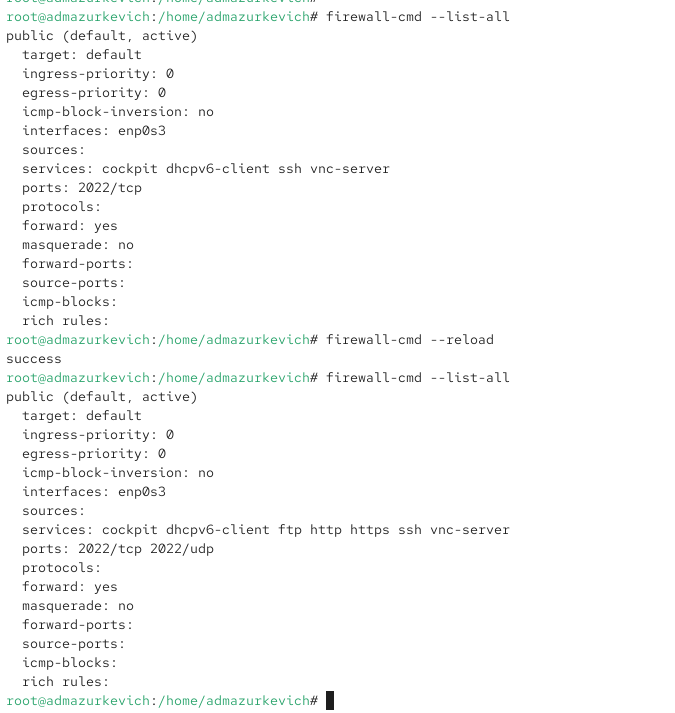 root@admazurkevich:/home/admazurkevich# firewall-cmd --list-all
public (default, active)
  target: default
  ingress-priority: 0
  egress-priority: 0
  icmp-block-inversion: no
  interfaces: enp0s3
  sources:
  services: cockpit dhcpv6-client ssh vnc-server
  ports: 2022/tcp
  protocols:
  forward: yes
  masquerade: no
  forward-ports:
  source-ports:
  icmp-blocks:
  rich rules:
root@admazurkevich:/home/admazurkevich# firewall-cmd --reload
success
root@admazurkevich:/home/admazurkevich# firewall-cmd --list-all
public (default, active)
  target: default
  ingress-priority: 0
  egress-priority: 0
  icmp-block-inversion: no
  interfaces: enp0s3
  sources:
  services: cockpit dhcpv6-client ftp http https ssh vnc-server
  ports: 2022/tcp 2022/udp
  protocols:
  forward: yes
  masquerade: no
  forward-ports:
  source-ports:
  icmp-blocks:
  rich rules:
root@admazurkevich:/home/admazurkevich#